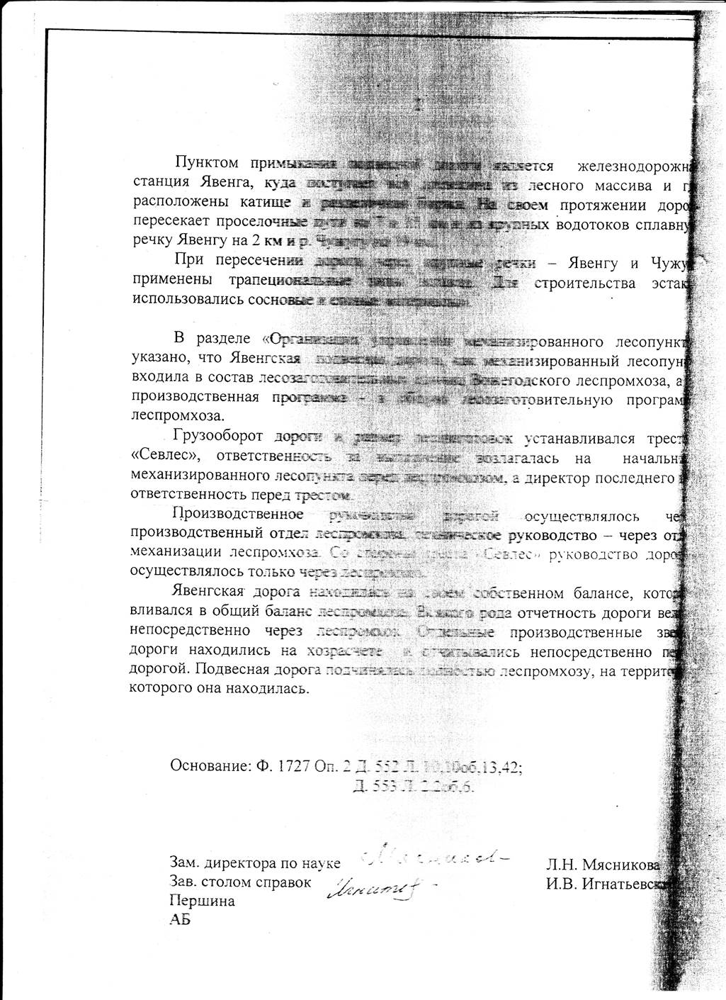 2
Пунктом примыкания подвесной дороги является железнодорожн
станция Явенга, куда поступает вся древесина из лесного массива и г
расположены катище и разделочная биржа. На своем протяжении доро
пересекает проселочные пути на 7 и из крупных водотоков сплавну
речку Явенгу на 2 км и р. Чужгу на 19 км.
При пересечении дороги через крупные речки – Явенгу и Чужу
применены трапециональные типы Для строительства эстак
использовались сосновые и еловые материалы.
В разделе «Организация управления механизированного лесопункт
указано, что Явенгская подвесная дорога, как механизированный лесопун
входила в состав лесозаготовительных единиц Вожегодского леспромхоза, а
производственная программа – в общую лесозаготовительную програм
леспромхоза.
Грузооборот дороги и размер лесозаготовок устанавливался трест
«Севлес», ответственность за выполнение возлагалась на начальн
механизированного лесопункта перед леспромхозом, а директор последнего
ответственность перед трестом.
Производственное руководство дорогой осуществлялось че
производственный отдел леспромхоза, техническое руководство – через от
механизации леспромхоза. Со стороны треста «Севлес» руководство дорог
осуществлялось только через леспромхоз.
Явенгская дорога находилась на своем собственном балансе, котор
вливался в общий баланс леспромхоза. Всякого рода отчетность дороги вел
непосредственно через леспромхоз. Отдельные производственные зве
дороги находились на хозрасчете и отчитывались непосредственно пе
дорогой. Подвесная дорога подчинялась полностью леспромхозу, на террито
которого она находилась.
Основание: Ф. 1727 Оп. 2 Д. 552 Л. 10,10об,13,42;
Д. 553 Л. 2,2об,6.
Зам. директора по науке Мясников Л.Н. Мясникова
Зав. столом справок Игнатьев И.В. Игнатьевск
Першина
АБ